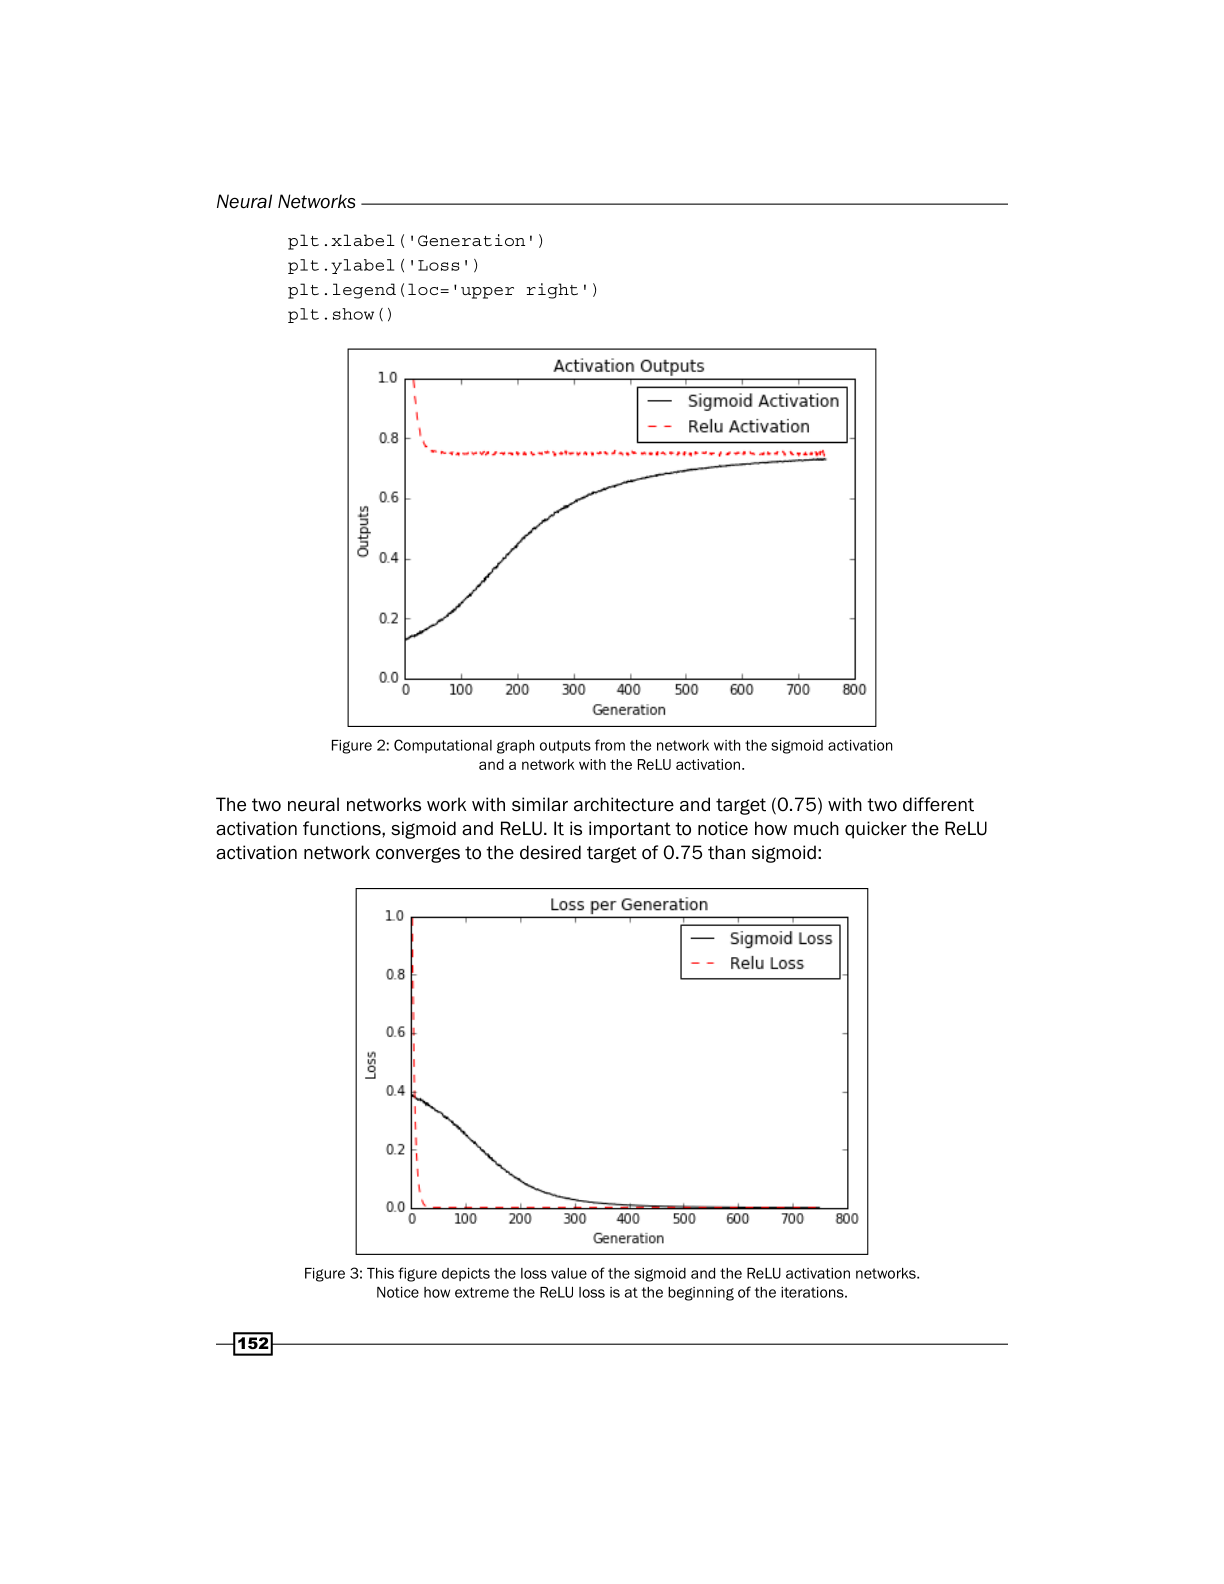 Neural Networks
plt.xlabel('Generation')
plt.ylabel('Loss')
plt.legend(loc='upper right')
plt.show()
Activation Outputs
Sigmoid Activation
Relu Activation
1.0
0.8
0.6
0.4
0.2
0.0
Outputs
0 100 200 300 400 500 600 700 800
Generation
Figure 2: Computational graph outputs from the network with the sigmoid activation
and a network with the ReLU activation.
The two neural networks work with similar architecture and target (0.75) with two different
activation functions, sigmoid and ReLU. It is important to notice how much quicker the ReLU
activation network converges to the desired target of 0.75 than sigmoid:
Loss per Generation
Sigmoid Loss
Relu Loss
1.0
0.8
0.6
0.4
0.2
0.0
Loss
0 100 200 300 400 500 600 700 800
Generation
Figure 3: This figure depicts the loss value of the sigmoid and the ReLU activation networks.
Notice how extreme the ReLU loss is at the beginning of the iterations.
152